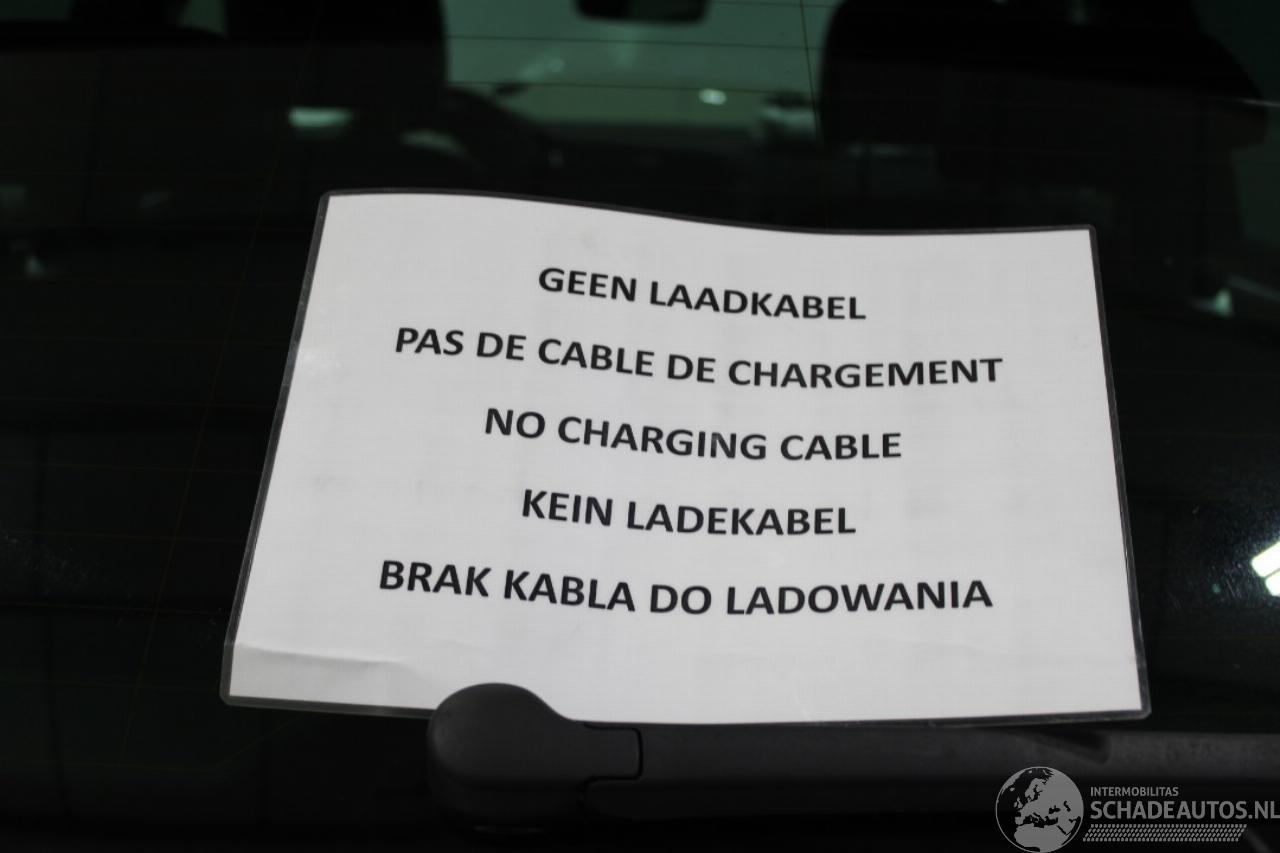 GEEN LAADKABEL
PAS DE CABLE DE CHARGEMENT
NO CHARGING CABLE
KEIN LADEKABEL
BRAK KABLA DO LADOWANIA
INTERMOBILITAS
SCHADEAUTOS.NL